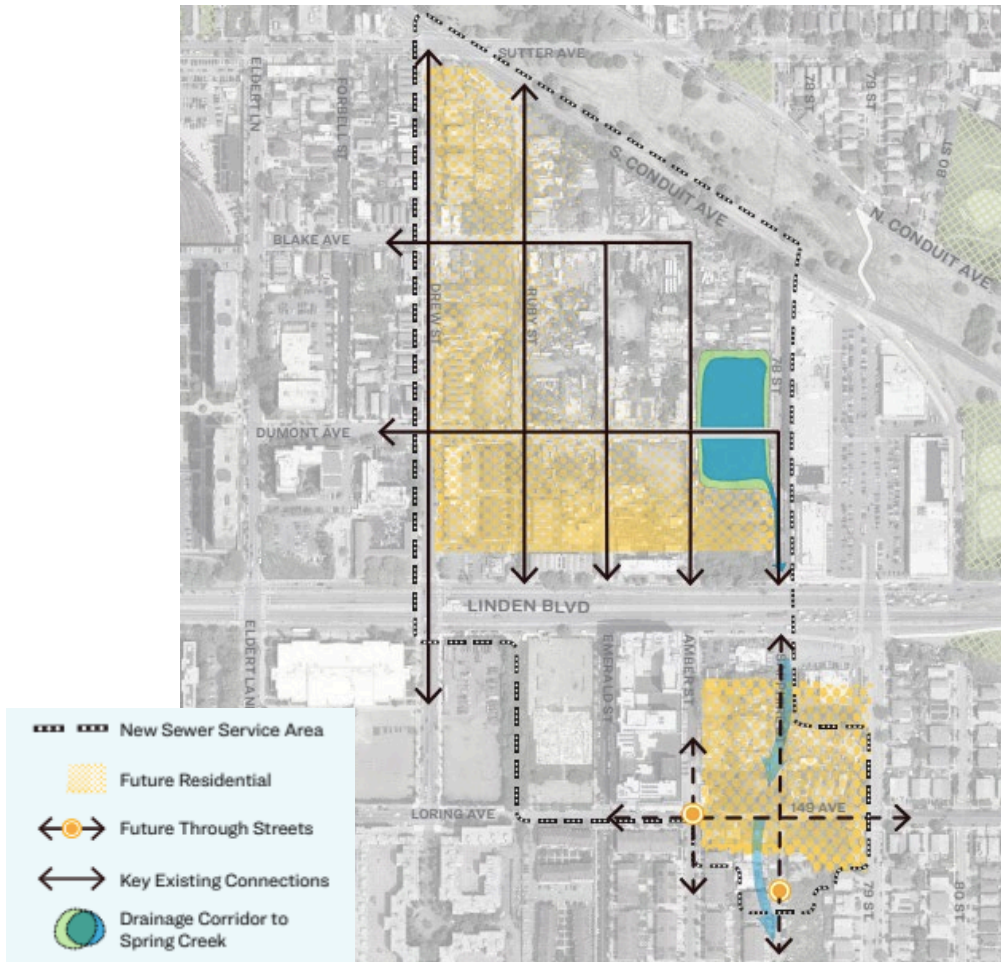 SUTTER AVE
ELDERT LN
FORBELL ST
78 ST
79 ST
80 ST
S. CONDUIT AVE
N. CONDUIT AVE
BLAKE AVE
DREW ST
RUBY ST
78 ST
DUMONT AVE
LINDEN BLVD
ELDERT LANE
EMERALD ST
AMBER ST
LORING AVE
149 AVE
79 ST.
80 ST
New Sewer Service Area
Future Residential
Future Through Streets
Key Existing Connections
Drainage Corridor to
Spring Creek